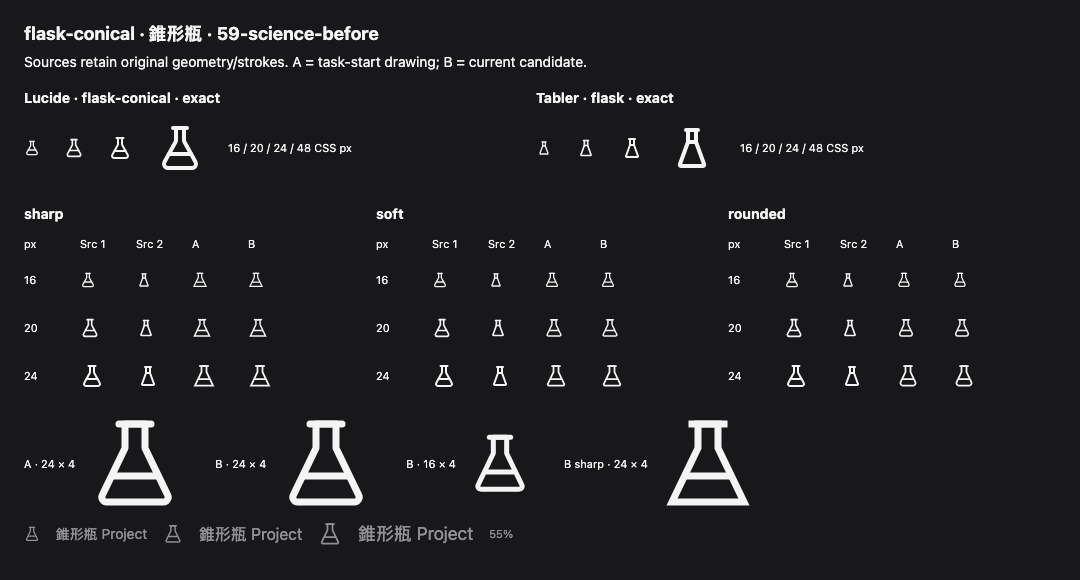 flask-conical · 錐形瓶 · 59-science-before
Sources retain original geometry/strokes. A = task-start drawing; B = current candidate.
Lucide · flask-conical · exact
Tabler · flask · exact
16 / 20 / 24 / 48 CSS px
16 / 20 / 24 / 48 CSS px
sharp
soft
rounded
px Src 1 Src 2 A B
px Src 1 Src 2 A B
px Src 1 Src 2 A B
16
16
16
20
20
20
24
24
24
A · 24 × 4
B · 24 × 4
B · 16 × 4
B sharp · 24 × 4
錐形瓶 Project
錐形瓶 Project
錐形瓶 Project
55%